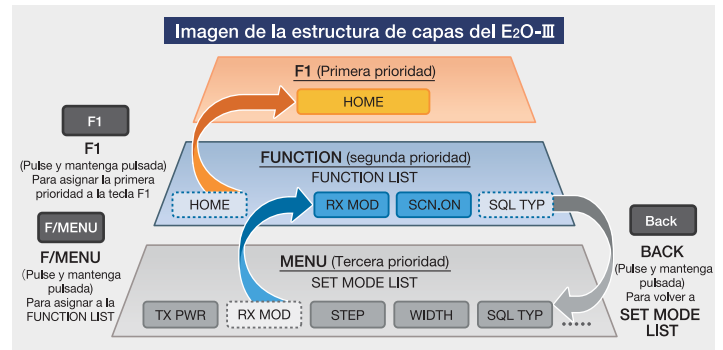 Imagen de la estructura de capas del E2O-III
F1 (Primera prioridad)
HOME
F1
F1
(Pulse y mantenga pulsada)
Para asignar la primera
prioridad a la tecla F1
FUNCTION (segunda prioridad)
FUNCTION LIST
HOME
RX MOD
SCN.ON
SQL TYP
F/MENU
F/MENU
(Pulse y mantenga
pulsada)
Para asignar a la
FUNCTION LIST
Back
BACK
(Pulse y mantenga
pulsada)
Para volver a
SET MODE
LIST
MENU (Tercera prioridad)
SET MODE LIST
TX PWR
RX MOD
STEP
WIDTH
SQL TYP
.....